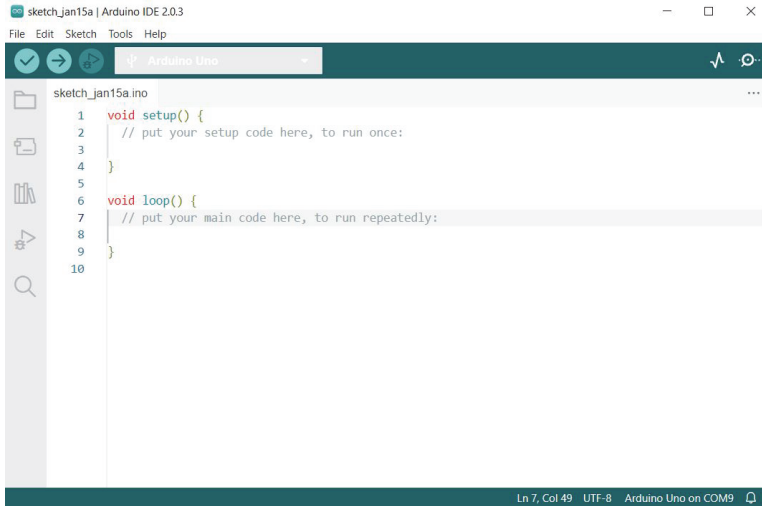 sketch_jan15a | Arduino IDE 2.0.3
File Edit Sketch Tools Help
Arduino Uno
sketch_jan15a.ino
1 void setup() {
2 // put your setup code here, to run once:
3
4 }
5
6 void loop() {
7 // put your main code here, to run repeatedly:
8
9 }
10
Ln 7, Col 49 UTF-8 Arduino Uno on COM9